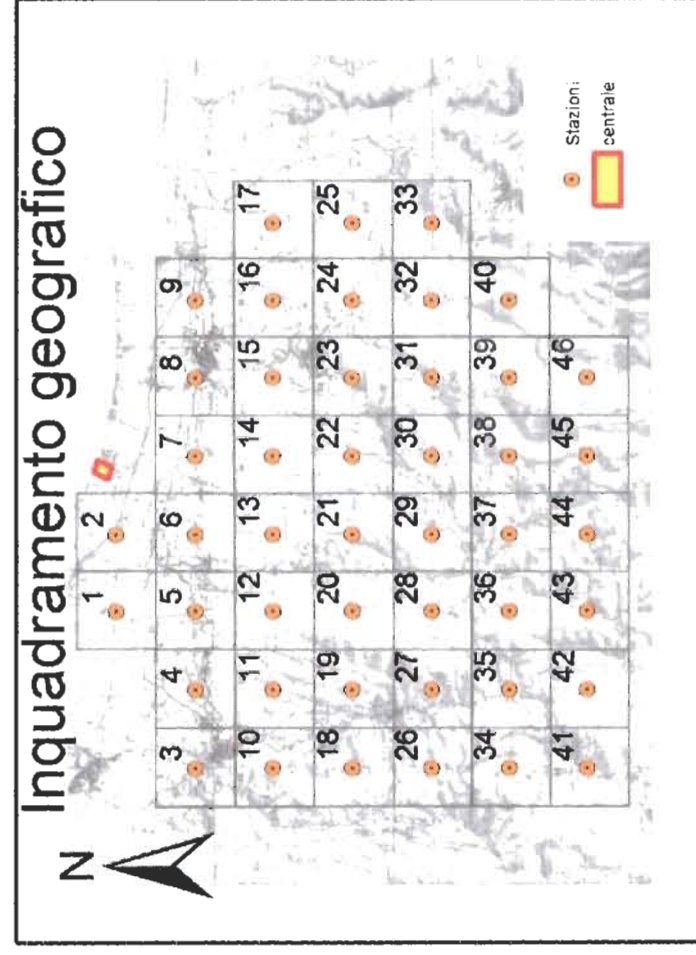 Inquadramento geografico
N
1 2
3 4 5 6 7 8 9
10 11 12 13 14 15 16 17
18 19 20 21 22 23 24 25
26 27 28 29 30 31 32 33
34 35 36 37 38 39 40
41 42 43 44 45 46
Stazioni
centrale